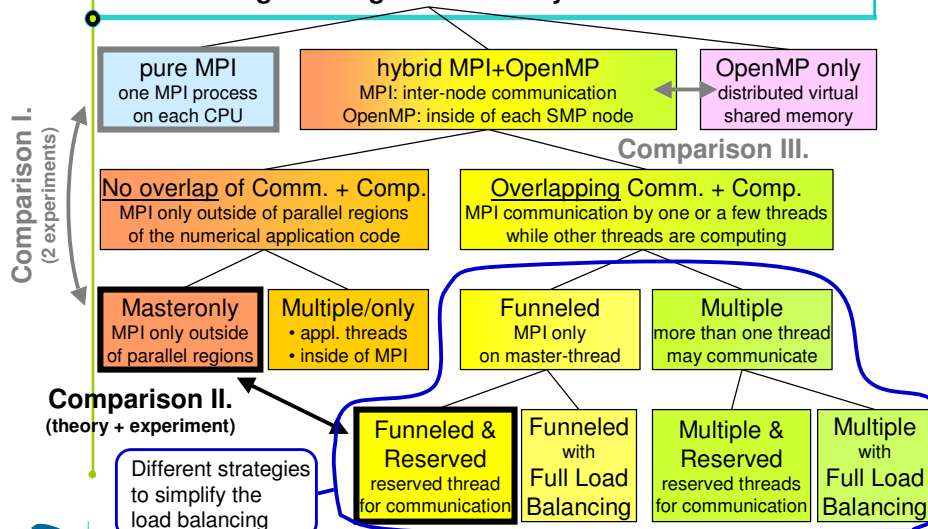 pure MPI
one MPI process
on each CPU
hybrid MPI+OpenMP
MPI: inter-node communication
OpenMP: inside of each SMP node
OpenMP only
distributed virtual
shared memory
Comparison I.
(2 experiments)
Comparison III.
No overlap of Comm. + Comp.
MPI only outside of parallel regions
of the numerical application code
Overlapping Comm. + Comp.
MPI communication by one or a few threads
while other threads are computing
Masteronly
MPI only outside
of parallel regions
Multiple/only
• appl. threads
• inside of MPI
Funneled
MPI only
on master-thread
Multiple
more than one thread
may communicate
Comparison II.
(theory + experiment)
Funneled &
Reserved
reserved thread
for communication
Funneled
with
Full Load
Balancing
Multiple &
Reserved
reserved threads
for communication
Multiple
with
Full Load
Balancing
Different strategies
to simplify the
load balancing